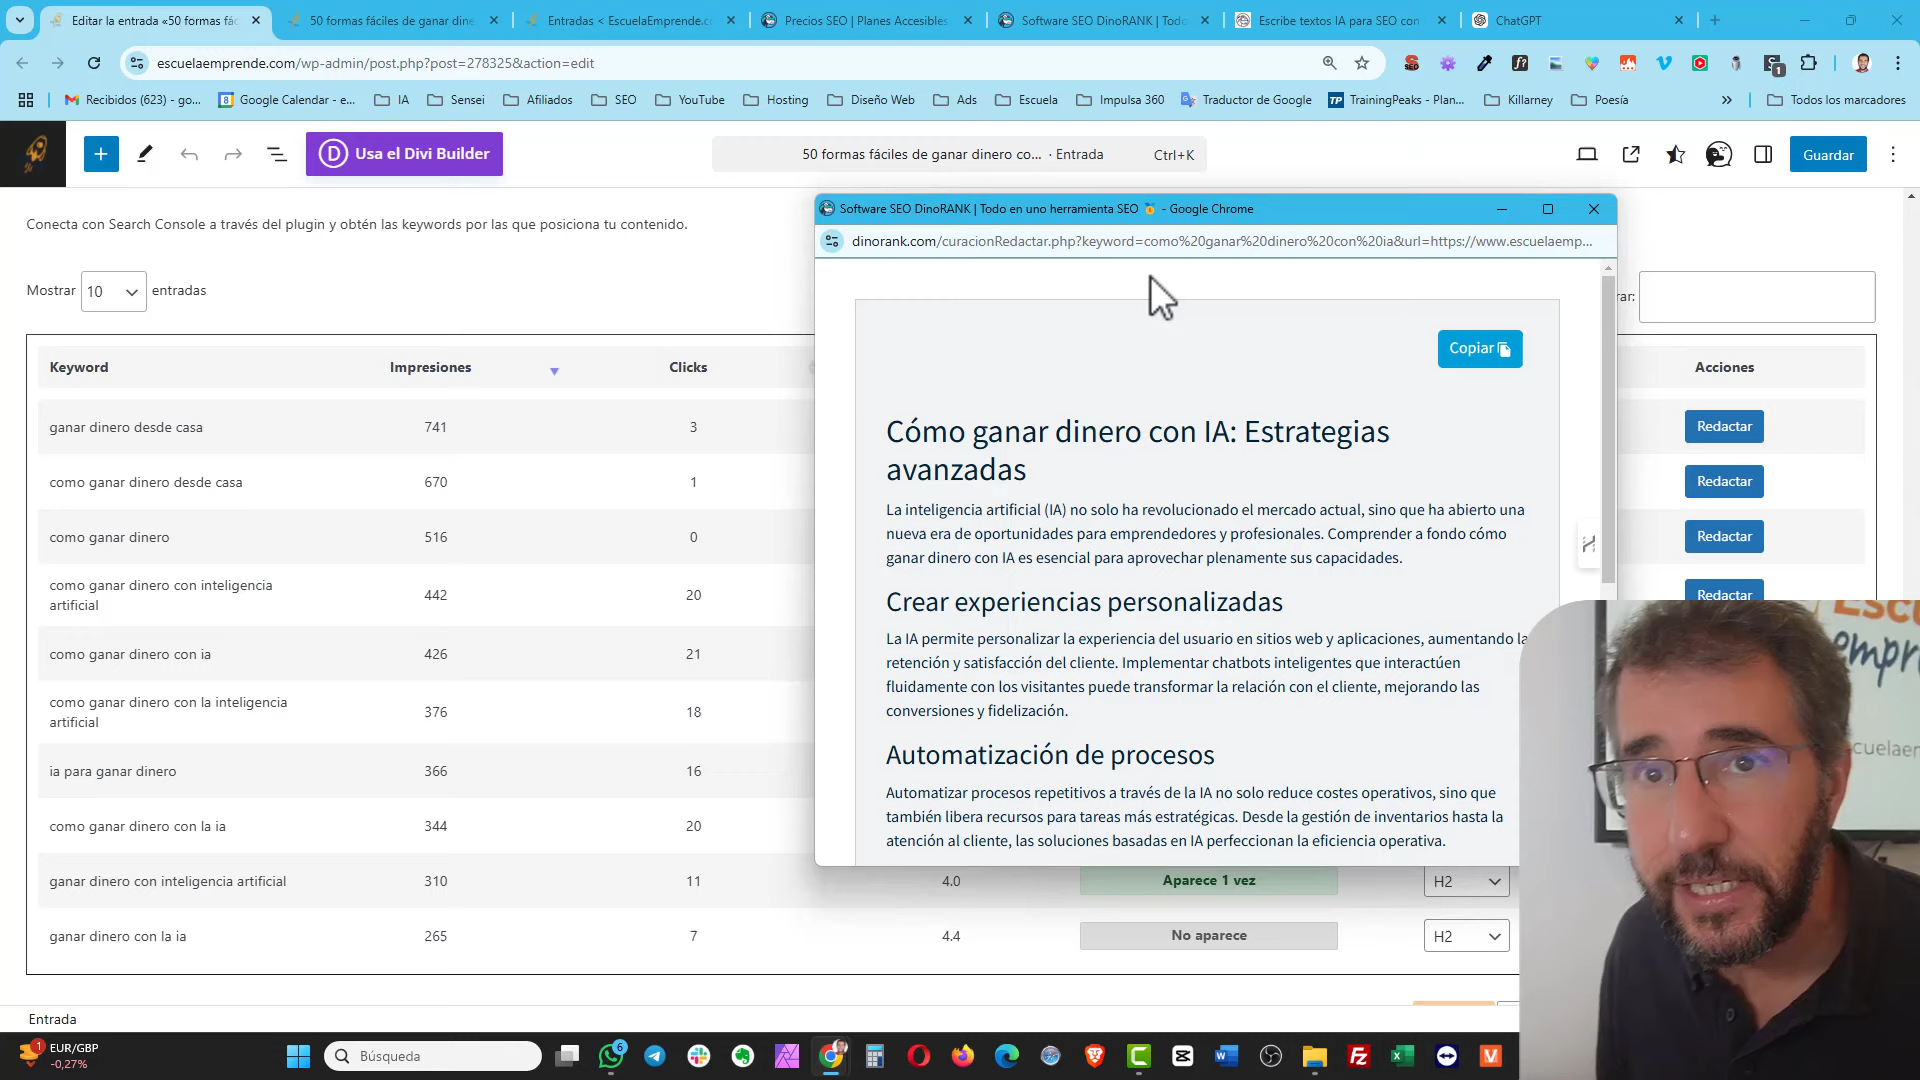 Editar la entrada «50 formas fác
50 formas fáciles de ganar dine
Entradas < EscuelaEmprende.c
Precios SEO | Planes Accesibles
Software SEO DinoRANK | Todo
Escribe textos IA para SEO con
ChatGPT
escuelaemprende.com/wp-admin/post.php?post=278325&action=edit
Recibidos (623) - go...
Google Calendar - e...
IA
Sensei
Afiliados
SEO
YouTube
Hosting
Diseño Web
Ads
Escuela
Impulsa 360
Traductor de Google
TrainingPeaks - Plan...
Killarney
Poesía
Todos los marcadores
Usa el Divi Builder
50 formas fáciles de ganar dinero co... · Entrada
Ctrl+K
Guardar
Conecta con Search Console a través del plugin y obtén las keywords por las que posiciona tu contenido.
Mostrar 10 entradas
rar:
Keyword Impresiones Clicks Acciones
ganar dinero desde casa 741 3 Redactar
como ganar dinero desde casa 670 1 Redactar
como ganar dinero 516 0 Redactar
como ganar dinero con inteligencia
artificial 442 20 Redactar
como ganar dinero con ia 426 21
como ganar dinero con la inteligencia
artificial 376 18
ia para ganar dinero 366 16
como ganar dinero con la ia 344 20
ganar dinero con inteligencia artificial 310 11 4.0 Aparece 1 vez H2
ganar dinero con la ia 265 7 4.4 No aparece H2
Software SEO DinoRANK | Todo en uno herramienta SEO 🥇 - Google Chrome
dinorank.com/curacionRedactar.php?keyword=como%20ganar%20dinero%20con%20ia&url=https://www.escuelaemp...
Copiar
Cómo ganar dinero con IA: Estrategias
avanzadas
La inteligencia artificial (IA) no solo ha revolucionado el mercado actual, sino que ha abierto una
nueva era de oportunidades para emprendedores y profesionales. Comprender a fondo cómo
ganar dinero con IA es esencial para aprovechar plenamente sus capacidades.
Crear experiencias personalizadas
La IA permite personalizar la experiencia del usuario en sitios web y aplicaciones, aumentando la
retención y satisfacción del cliente. Implementar chatbots inteligentes que interactúen
fluidamente con los visitantes puede transformar la relación con el cliente, mejorando las
conversiones y fidelización.
Automatización de procesos
Automatizar procesos repetitivos a través de la IA no solo reduce costes operativos, sino que
también libera recursos para tareas más estratégicas. Desde la gestión de inventarios hasta la
atención al cliente, las soluciones basadas en IA perfeccionan la eficiencia operativa.
Entrada
EUR/GBP
-0,27%
Búsqueda